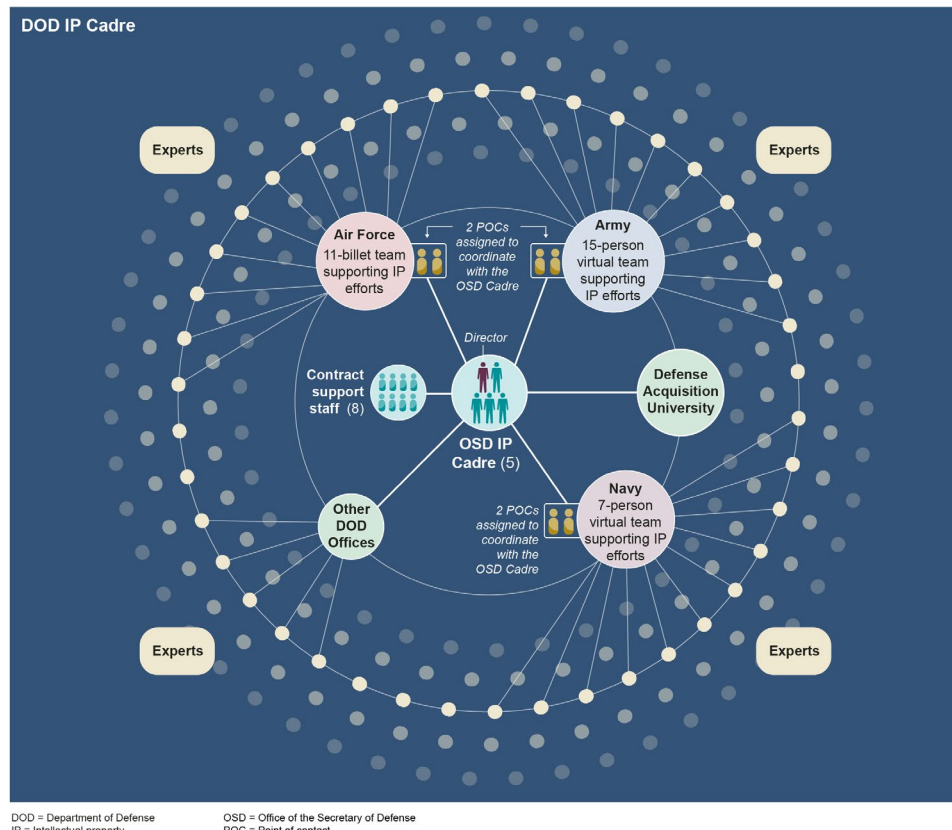 DOD IP Cadre
Experts
Experts
Air Force
11-billet team
supporting IP
efforts
2 POCs
assigned to
coordinate
with the
OSD Cadre
Army
15-person
virtual team
supporting
IP efforts
Director
Contract
support
staff (8)
OSD IP
Cadre (5)
Defense
Acquisition
University
Other
DOD
Offices
2 POCs
assigned to
coordinate
with the
OSD Cadre
Navy
7-person
virtual team
supporting IP
efforts
Experts
Experts
DOD = Department of Defense
IP = Intellectual property
OSD = Office of the Secretary of Defense
POC = Point of contact